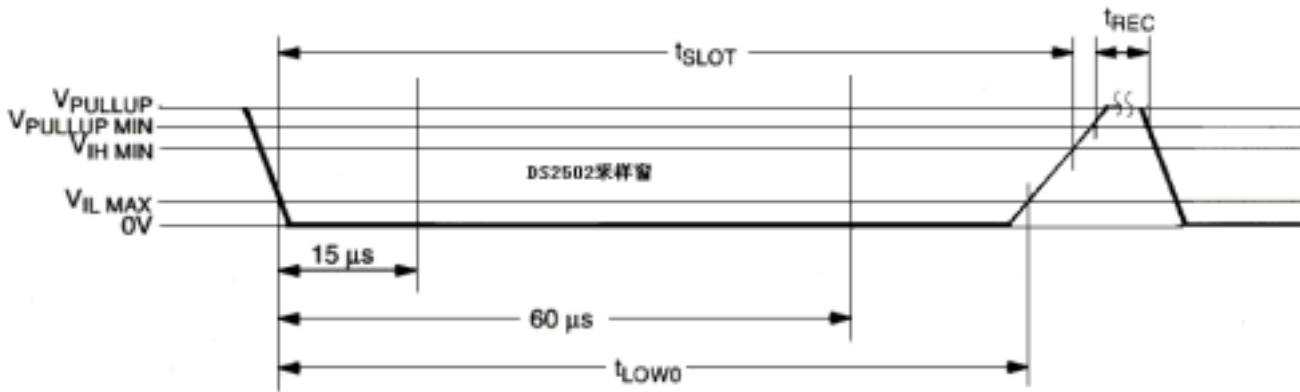 tREC
tSLOT
VPULLUP
VPULLUP MIN
VIH MIN
DS2502采样窗
VIL MAX
0V
15 μs
60 μs
tLOW0